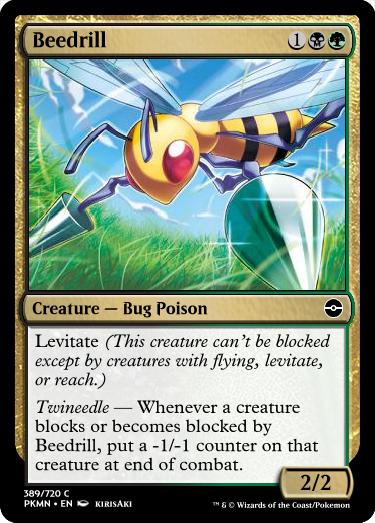 Beedrill 1
Creature — Bug Poison
Levitate (This creature can't be blocked
except by creatures with flying, levitate,
or reach.)
Twineedle — Whenever a creature
blocks or becomes blocked by
Beedrill, put a -1/-1 counter on that
creature at end of combat.
2/2
389/720 C
PKMN • EN KIRISAKI
™ & © Wizards of the Coast/Pokemon